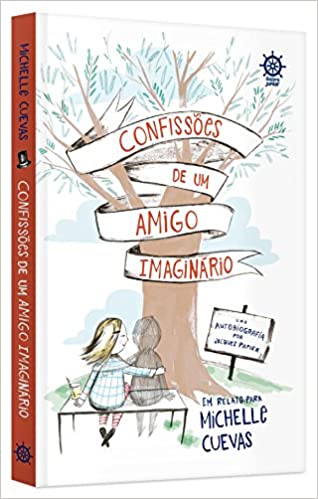 MICHELLE CUEVAS
CONFISSÕES DE UM AMIGO IMAGINÁRIO
CONFISSÕES
DE UM
AMIGO
IMAGINÁRIO
UMA
AUTOBIOGRAFIA
POR
JACQUES PAPIER
EM RELATO PARA
MICHELLE
CUEVAS